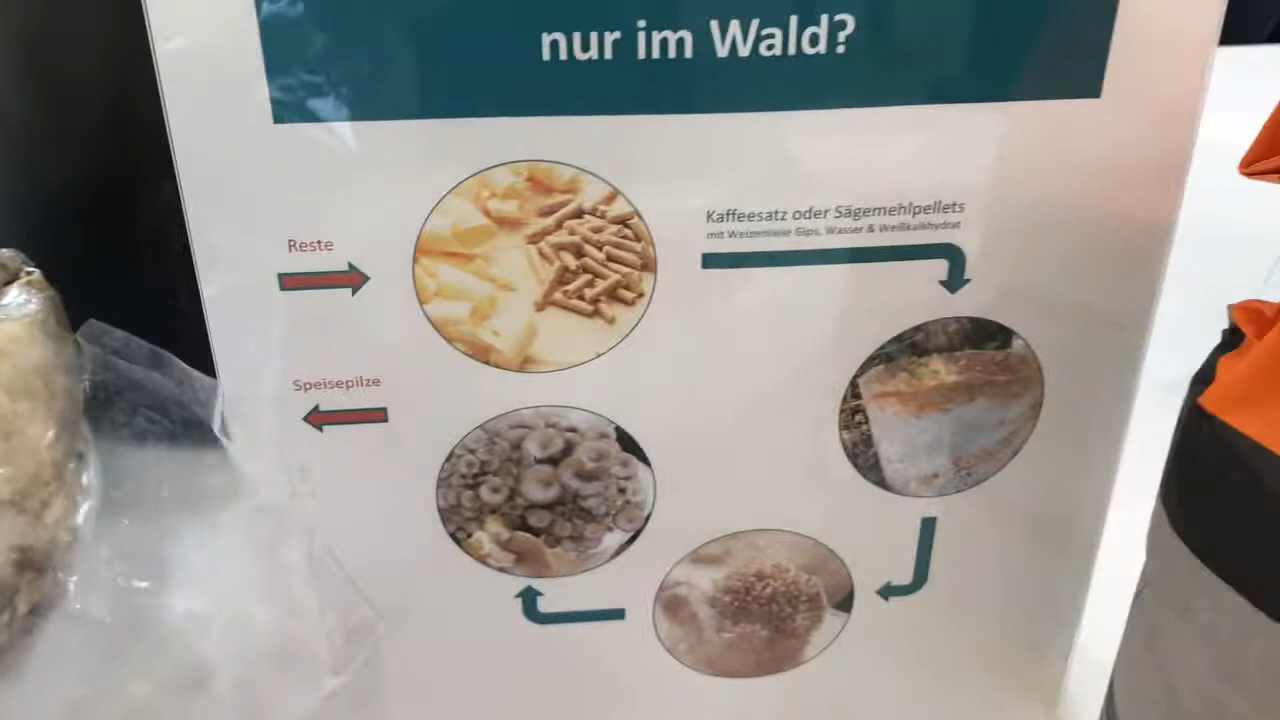 nur im Wald?
Kaffeesatz oder Sägemehlpellets
mit Weizenkleie Gips, Wasser & Weißkalkhydrat
Reste
Speisepilze